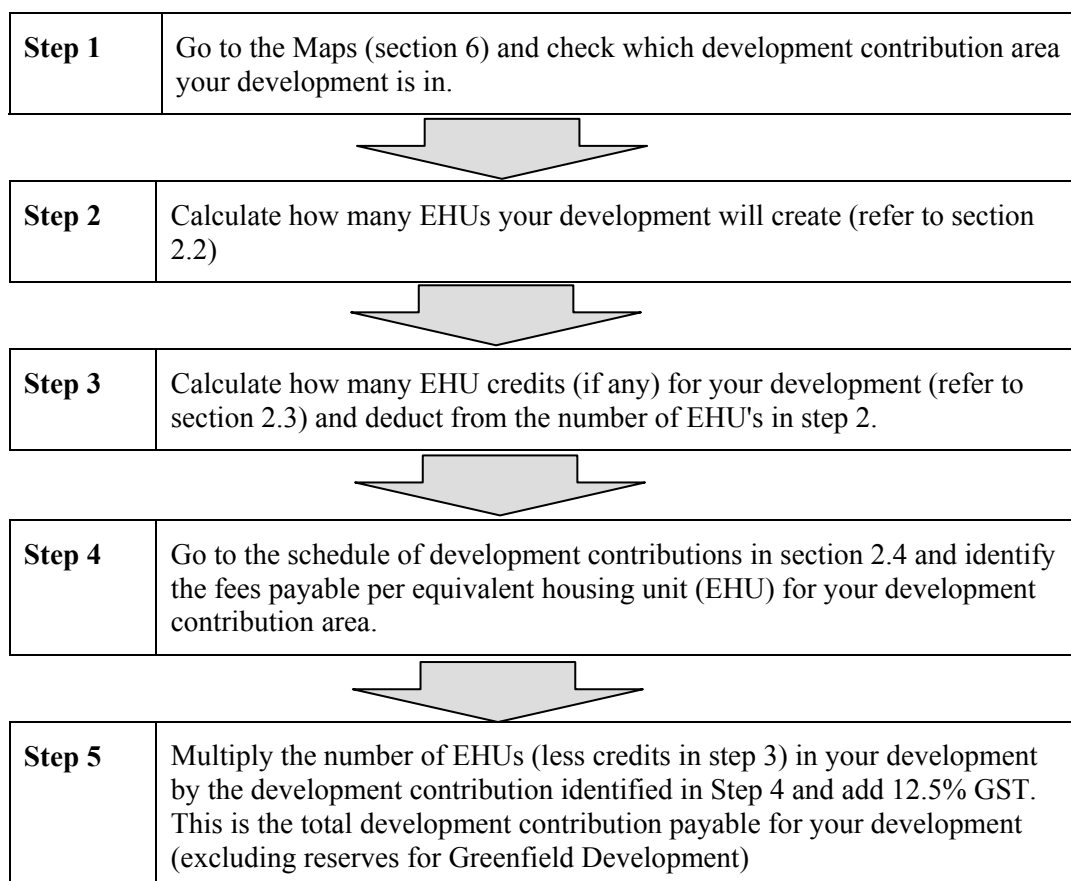 Step 1
Go to the Maps (section 6) and check which development contribution area
your development is in.
Step 2
Calculate how many EHUs your development will create (refer to section
2.2)
Step 3
Calculate how many EHU credits (if any) for your development (refer to
section 2.3) and deduct from the number of EHU's in step 2.
Step 4
Go to the schedule of development contributions in section 2.4 and identify
the fees payable per equivalent housing unit (EHU) for your development
contribution area.
Step 5
Multiply the number of EHUs (less credits in step 3) in your development
by the development contribution identified in Step 4 and add 12.5% GST.
This is the total development contribution payable for your development
(excluding reserves for Greenfield Development)